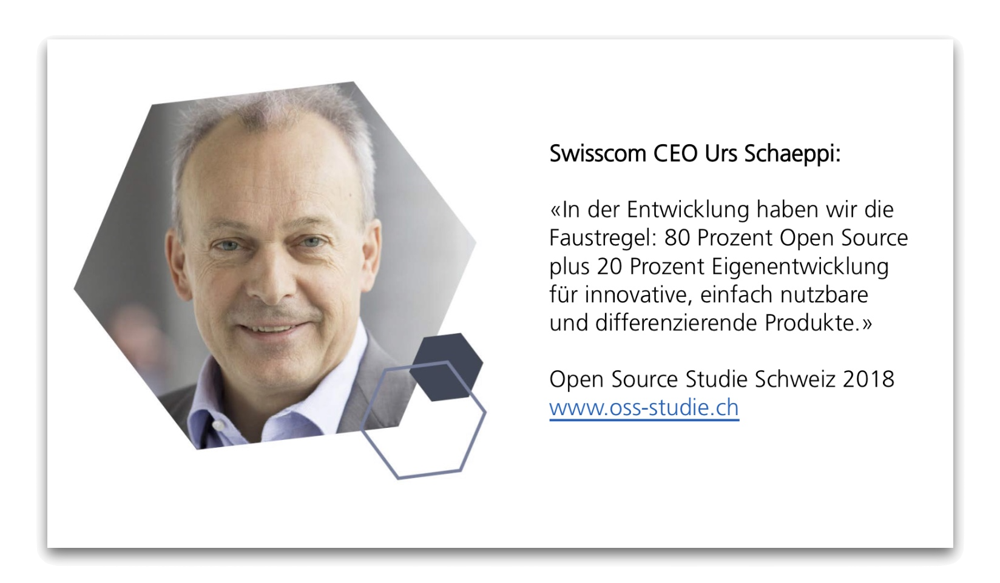 Swisscom CEO Urs Schaeppi:
«In der Entwicklung haben wir die
Faustregel: 80 Prozent Open Source
plus 20 Prozent Eigenentwicklung
für innovative, einfach nutzbare
und differenzierende Produkte.»
Open Source Studie Schweiz 2018
www.oss-studie.ch